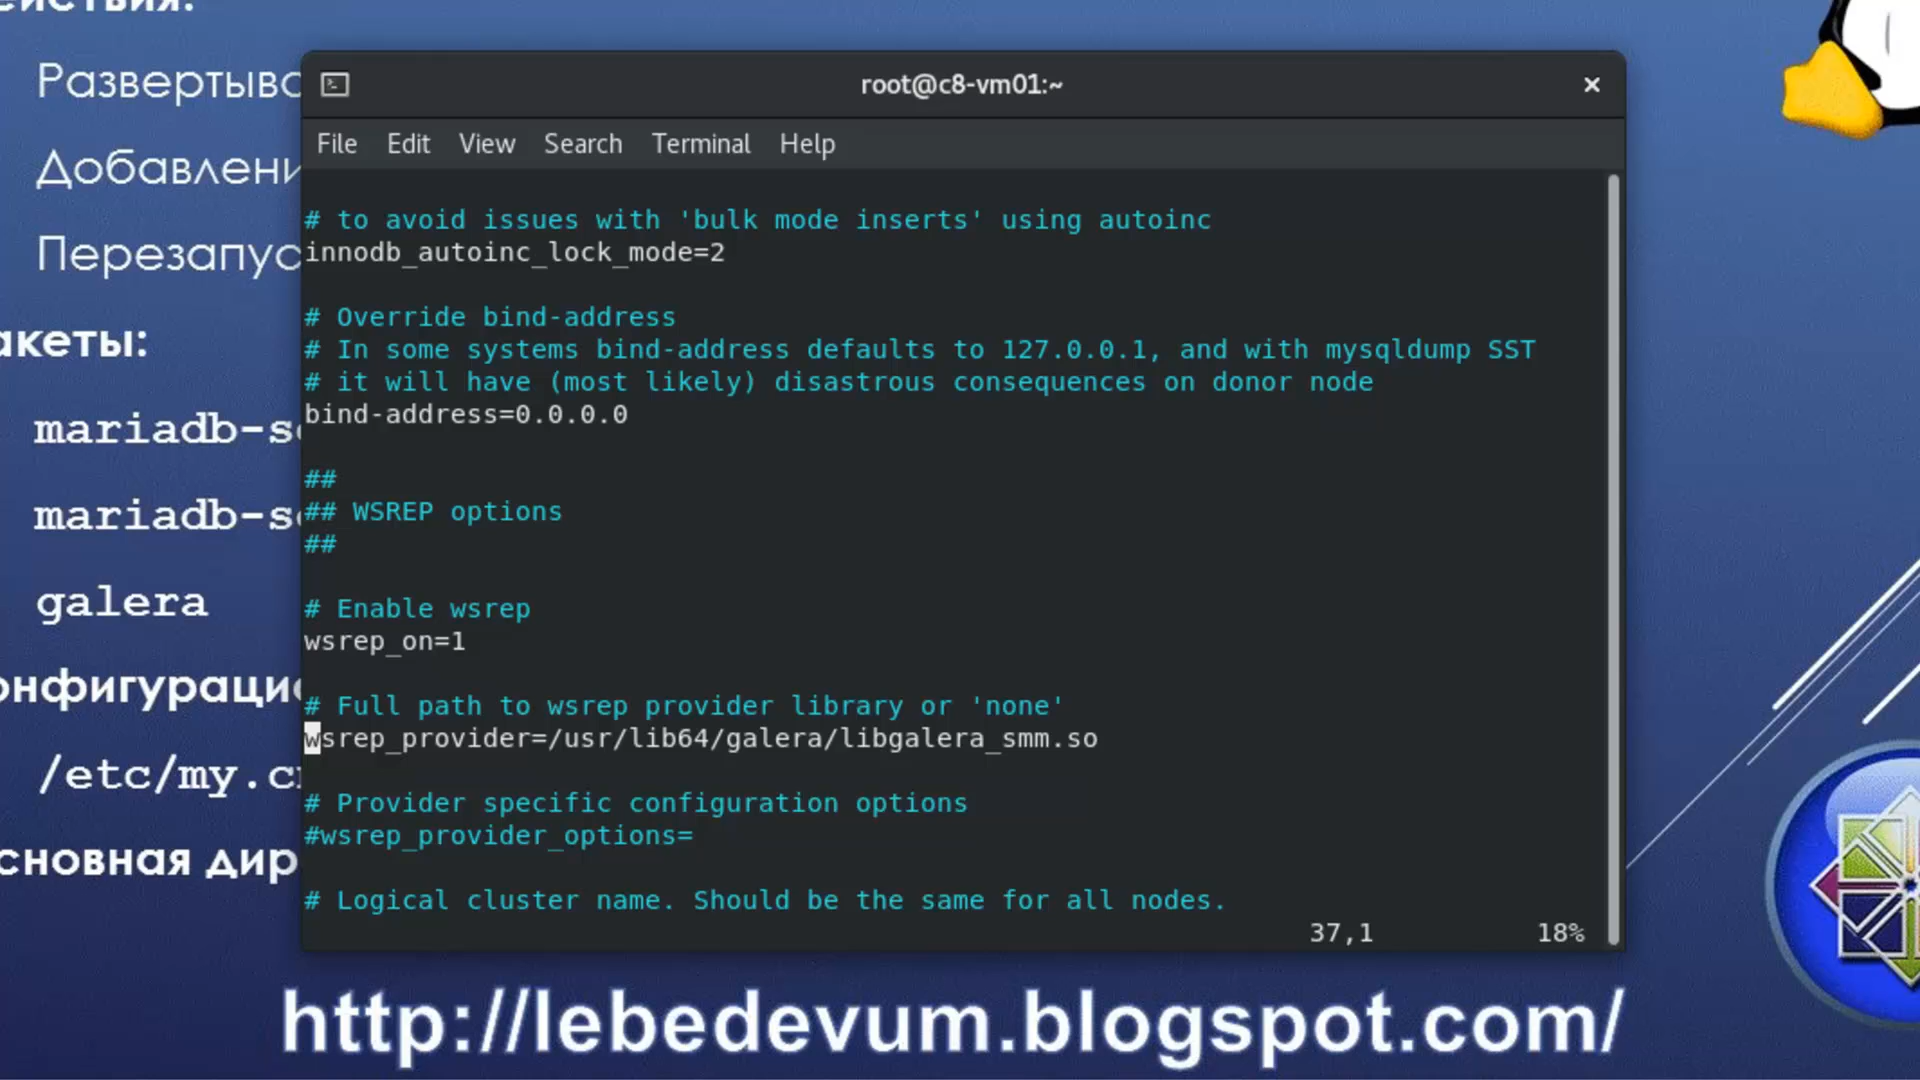 Развертыв
Добавлени
Перезапус
mariadb-s
mariadb-s
galera
/etc/my.c
root@c8-vm01:~
File Edit View Search Terminal Help
# to avoid issues with 'bulk mode inserts' using autoinc
innodb_autoinc_lock_mode=2
# Override bind-address
# In some systems bind-address defaults to 127.0.0.1, and with mysqldump SST
# it will have (most likely) disastrous consequences on donor node
bind-address=0.0.0.0
##
## WSREP options
##
# Enable wsrep
wsrep_on=1
# Full path to wsrep provider library or 'none'
wsrep_provider=/usr/lib64/galera/libgalera_smm.so
# Provider specific configuration options
#wsrep_provider_options=
# Logical cluster name. Should be the same for all nodes.
37,1 18%
http://lebedevum.blogspot.com/